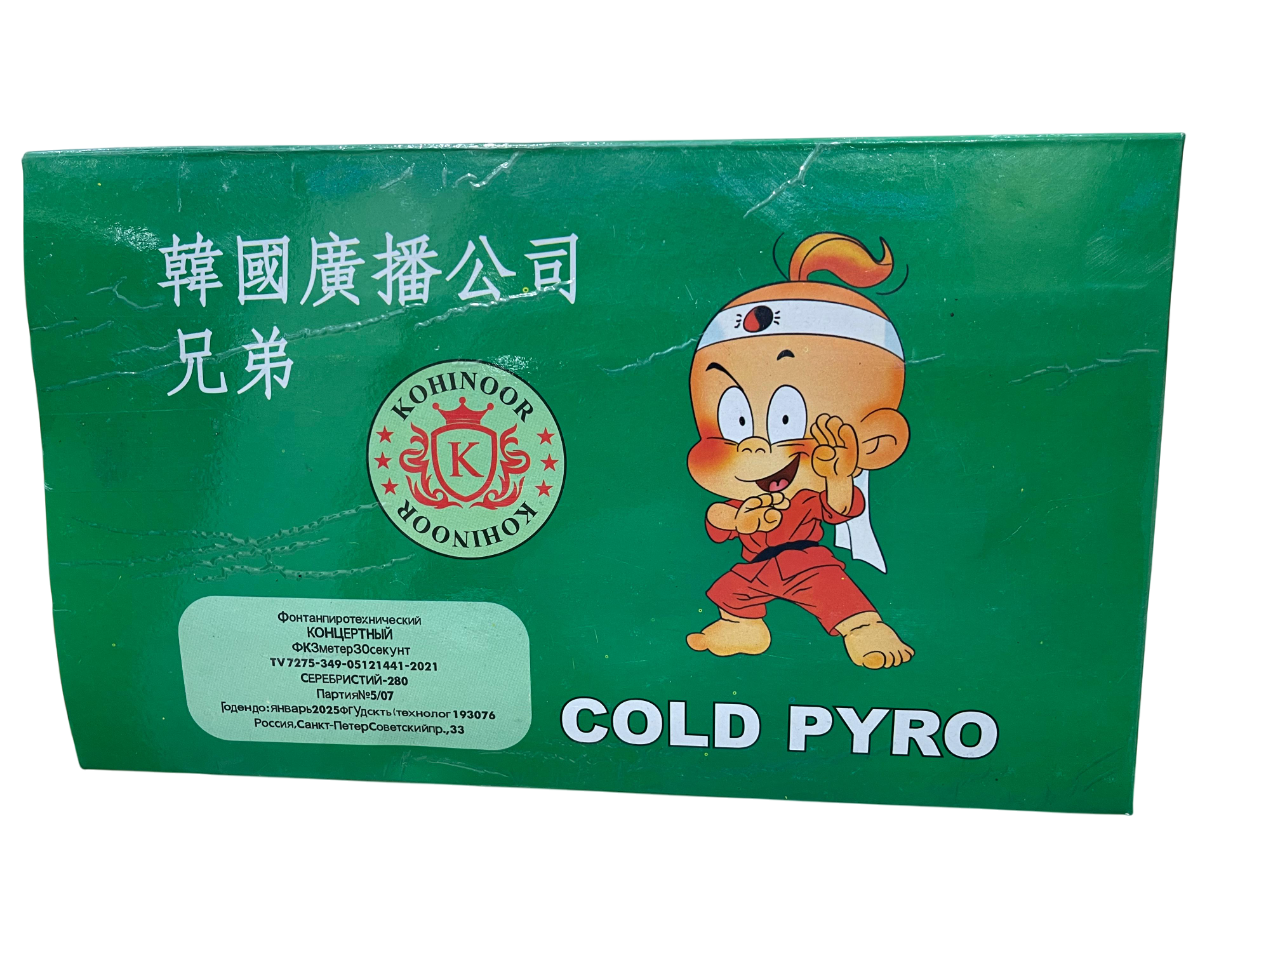 韓國廣播公司
兄弟
KOHINOOR
K
KOHINOOR
Фонтанпиротехнический
КОНЦЕРТНЫЙ
ФК3метер30секунт
TV7275-349-05121441-2021
СЕРЕБРИСТИЙ-280
Партия№5/07
Годендо:январь2025ФГУдскть(технолог193076
Россия,Санкт-ПетерСоветскийпр.,33
COLD PYRO